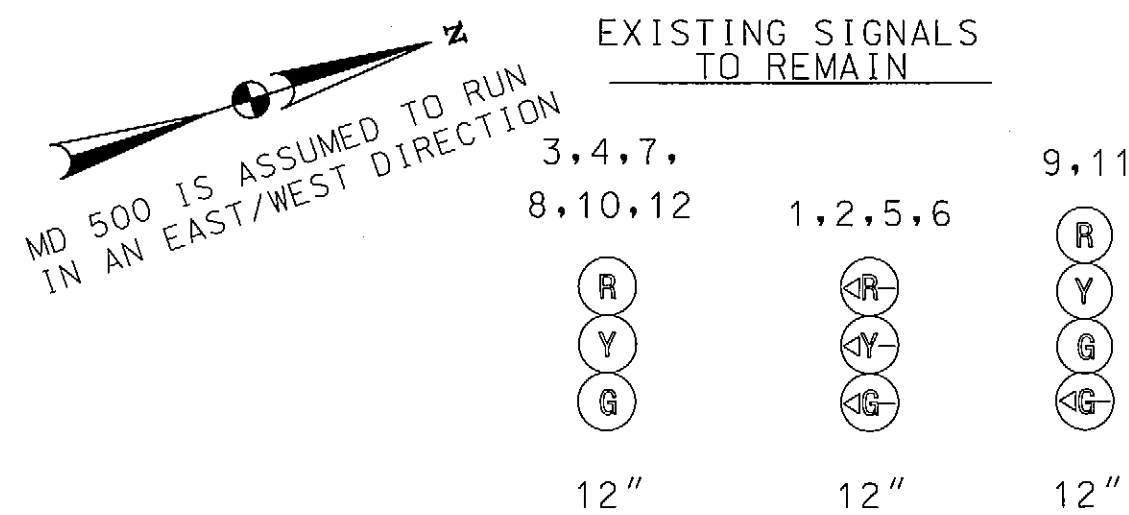 N
MD 500 IS ASSUMED TO RUN
IN AN EAST/WEST DIRECTION
EXISTING SIGNALS
TO REMAIN
3,4,7,
8,10,12
R
Y
G
12"
1,2,5,6
R
Y
G
12"
9,11
R
Y
G
G
12"